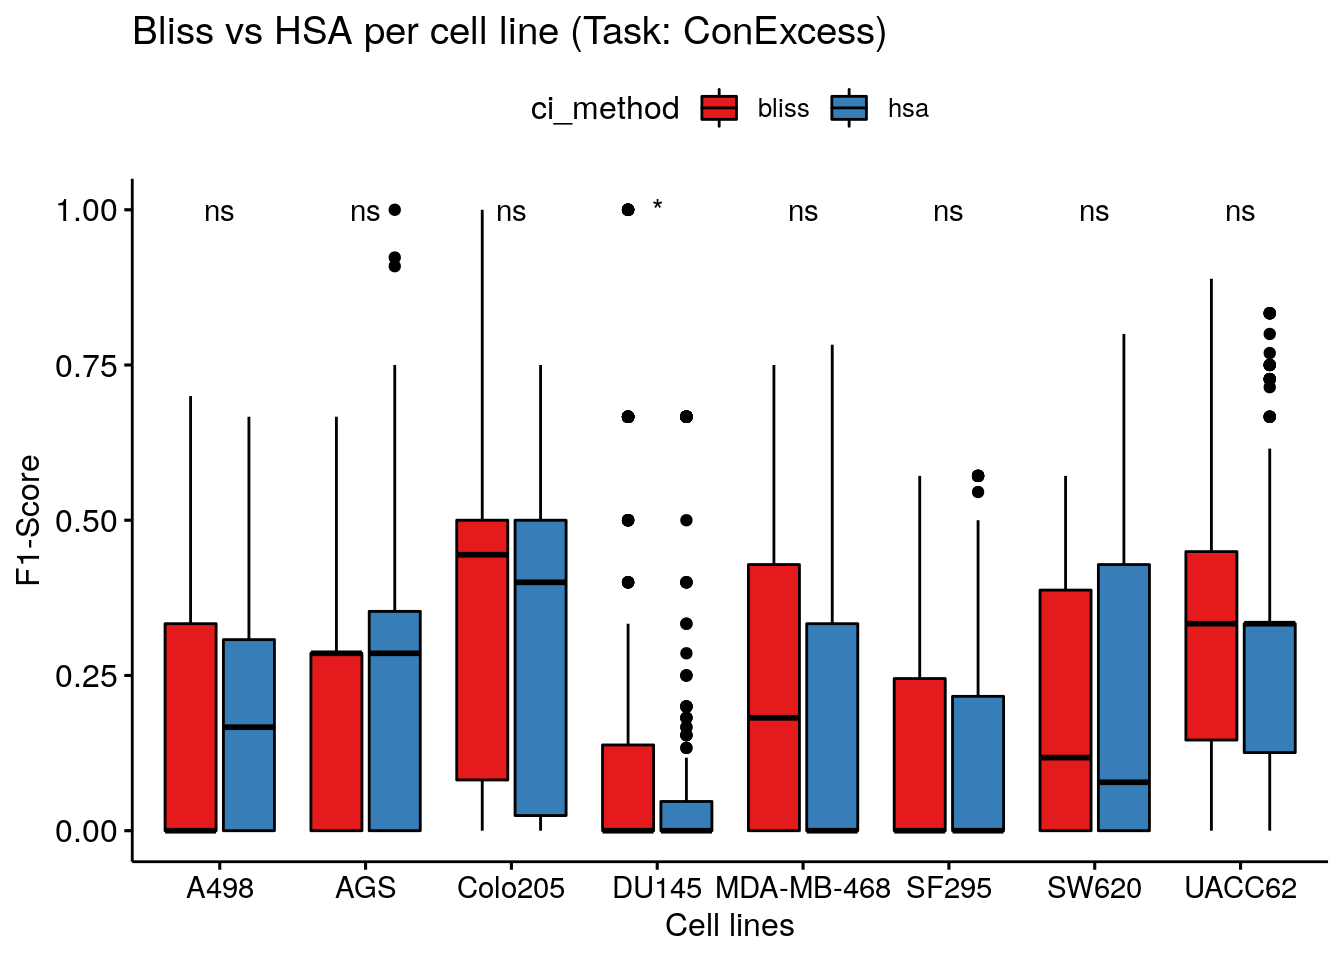 Bliss vs HSA per cell line (Task: ConExcess)
ci_method bliss hsa
1.00 ns ns ns * ns ns ns ns
0.75
0.50
0.25
0.00
F1-Score
A498 AGS Colo205 DU145 MDA-MB-468 SF295 SW620 UACC62
Cell lines